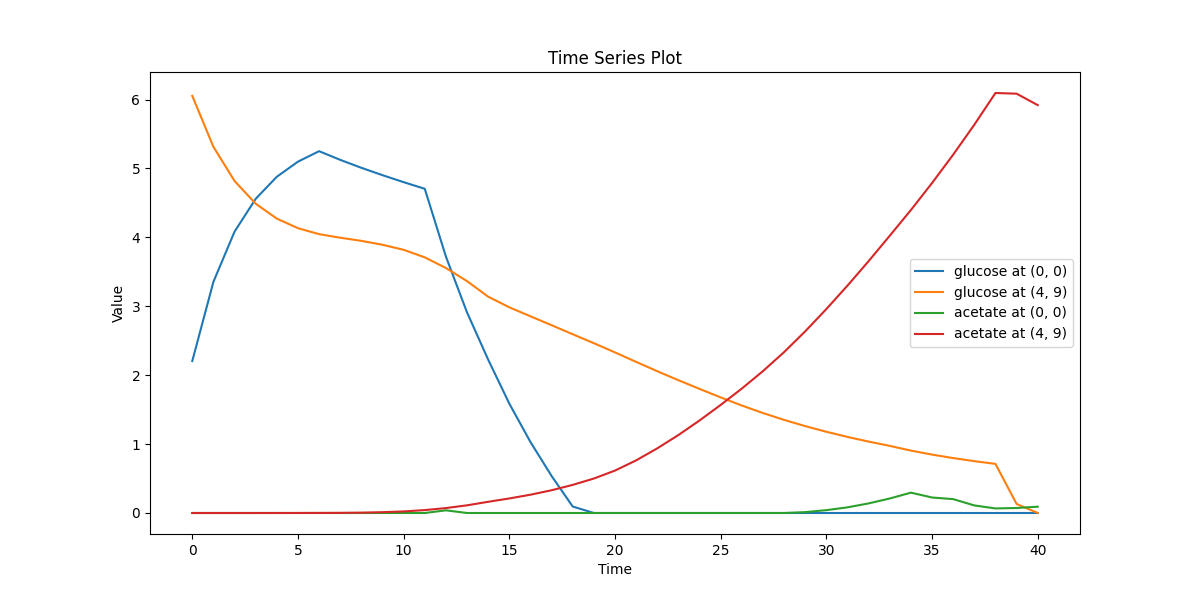 Time Series Plot
Value
6
5
4
3
2
1
0
glucose at (0, 0)
glucose at (4, 9)
acetate at (0, 0)
acetate at (4, 9)
0 5 10 15 20 25 30 35 40
Time